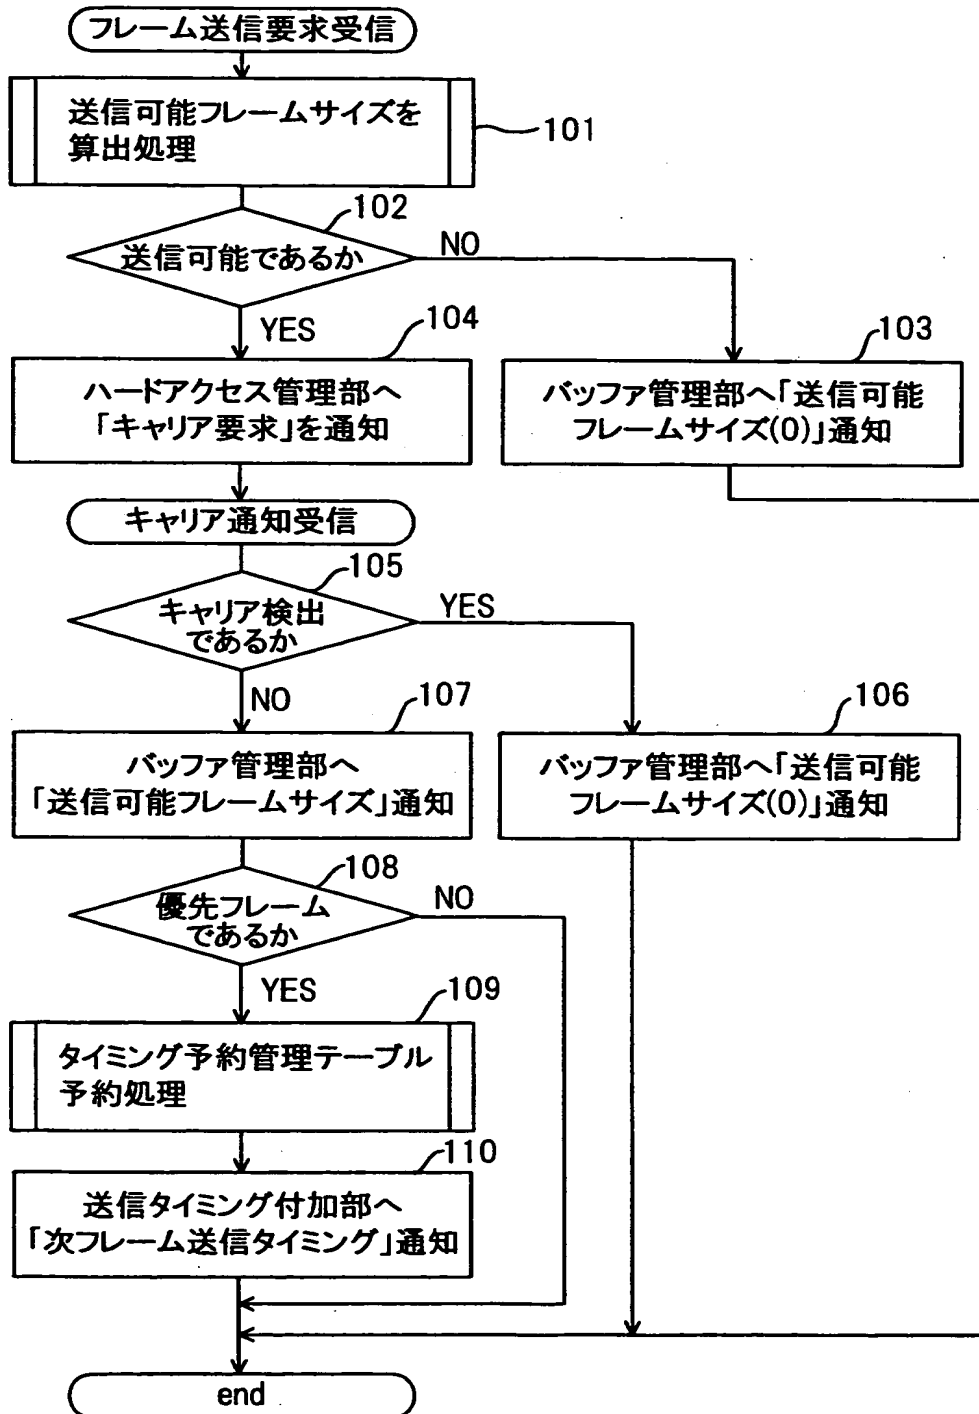 フレーム送信要求受信
送信可能フレームサイズを
算出処理
101
102
送信可能であるか
NO
YES
104
103
ハードアクセス管理部へ
「キャリア要求」を通知
バッファ管理部へ「送信可能
フレームサイズ(0)」通知
キャリア通知受信
105
キャリア検出
であるか
YES
NO
107
106
バッファ管理部へ
「送信可能フレームサイズ」通知
バッファ管理部へ「送信可能
フレームサイズ(0)」通知
108
優先フレーム
であるか
NO
YES
109
タイミング予約管理テーブル
予約処理
110
送信タイミング付加部へ
「次フレーム送信タイミング」通知
end